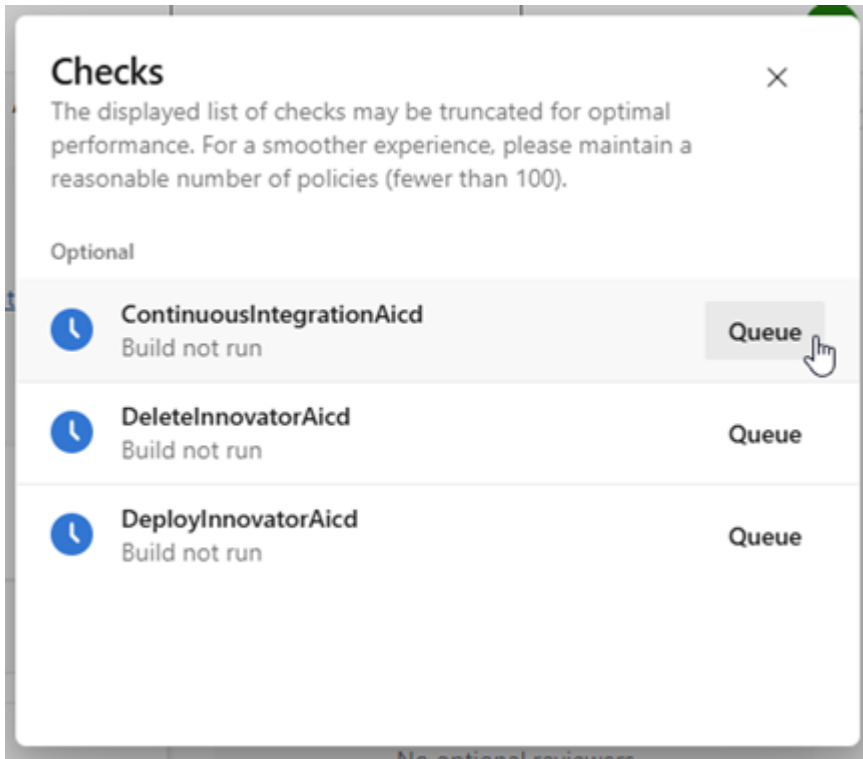 Checks
The displayed list of checks may be truncated for optimal
performance. For a smoother experience, please maintain a
reasonable number of policies (fewer than 100).
Optional
ContinuousIntegrationAicd
Build not run
Queue
DeleteInnovatorAicd
Build not run
Queue
DeployInnovatorAicd
Build not run
Queue
No optional reviewers